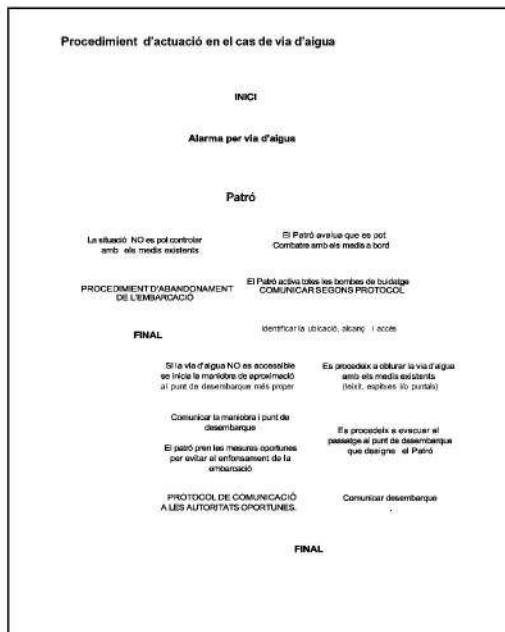 Procediment d'actuació en el cas de via d'aigua
INICI
Alarma per via d'aigua
Patró
La situació NO es pot controlar
amb els medis existents
El Patró avalua que es pot
Combatre amb els medis a bord
PROCEDIMENT D'ABANDONAMENT
DE L'EMBARCACIÓ
El Patró activa totes les bombes de buidatge
COMUNICAR SEGONS PROTOCOL
FINAL
Identificar la ubicació, alcanç i accés
Si la via d'aigua NO es accessible
se inicia la maniobra de aproximació
al punt de desembarque més proper
Es procedeix a obturar la via d'aigua
amb els medis existents
(teixit, espitxes i/o puntals)
Comunicar la maniobra i punt de
desembarque
El patró pren les mesures oportunes
per evitar el enfonsament de la
embarcació
Es procedeix a evacuar el
passatge al punt de desembarque
que designe el Patró
PROTOCOL DE COMUNICACIÓ
A LES AUTORITATS OPORTUNES.
Comunicar desembarque
.
FINAL